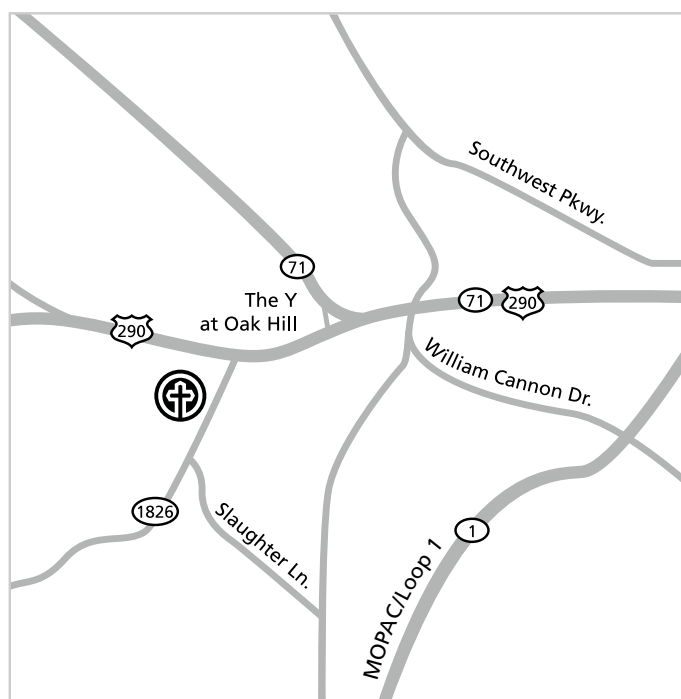 Southwest Pkwy.
71
The Y
at Oak Hill
71
290
290
William Cannon Dr.
1826
Slaughter Ln.
1
MOPAC/Loop 1